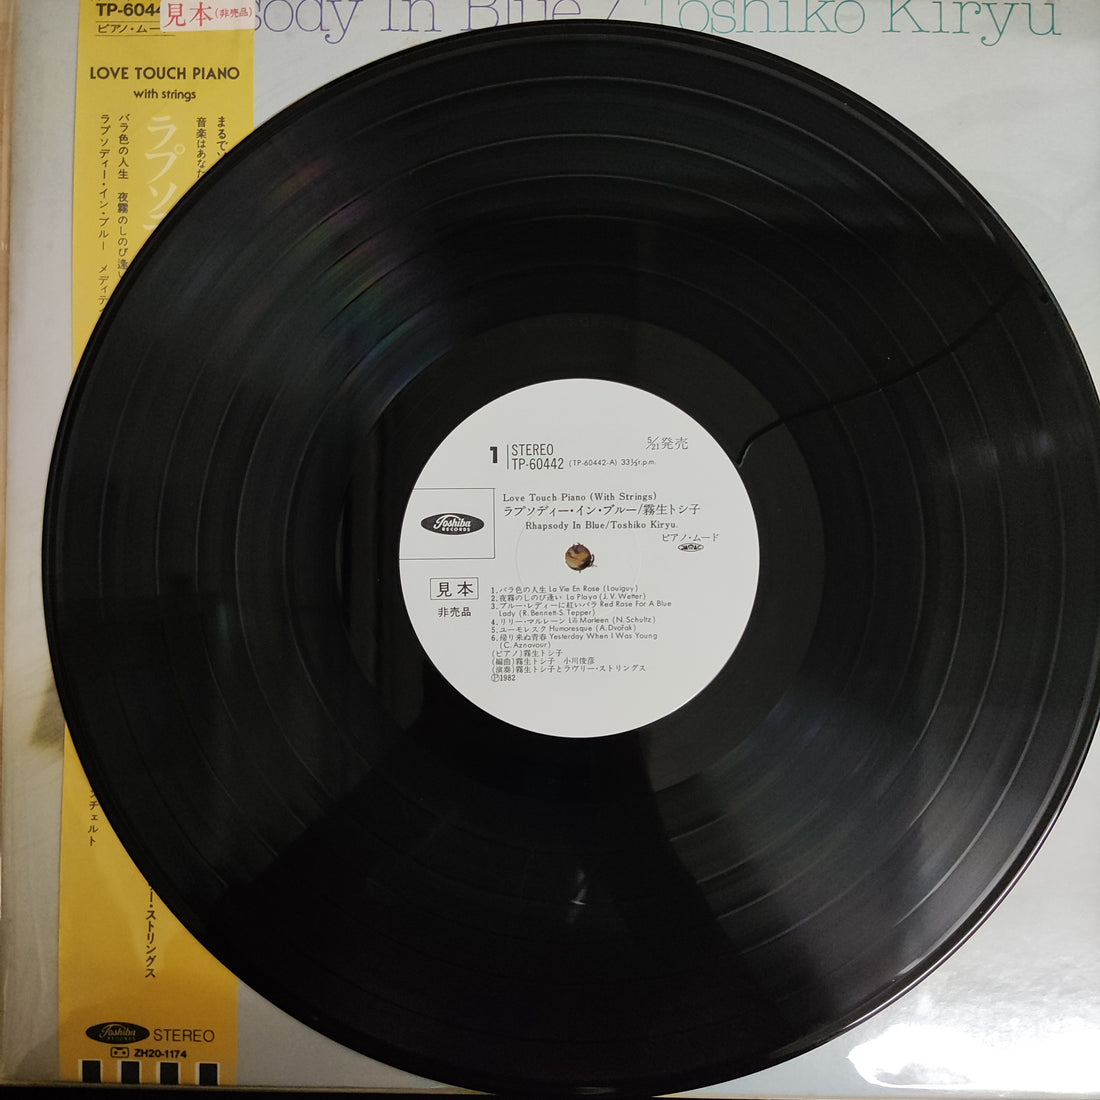 TP-6044
見本(非売品)
sody In Blue / Toshiko Kiryu
ピアノ・ムー
LOVE TOUCH PIANO
with strings
まるで
音楽はあなた
ラプソ
バラ色の人生 夜霧のしのび逢い
ラプソディー・イン・ブルー メディテ
チェルト
ー・ストリングス
Toshiba
RECORDS
STEREO
ZH20-1174
1
STEREO
5/21発売
TP-60442 (TP-60442-A) 33⅓r.p.m.
Love Touch Piano (With Strings)
ラプソディー・イン・ブルー/霧生トシ子
Rhapsody In Blue/Toshiko Kiryu.
ピアノ・ムード
Toshiba
RECORDS
見本
非売品
1.バラ色の人生 La Vie En Rose (Louiguy)
2.夜霧のしのび逢い La Playa (J.V.Wetter)
3.ブルー・レディーに紅いバラ Red Rose For A Blue
Lady (R.Bennett-S.Tepper)
4.リリー・マルレーン Lili Marleen (N.Schultz)
5.ユーモレスク Humoresque (A.Dvořak)
6.帰り来ぬ青春 Yesterday When I Was Young
(C.Aznavour)
(ピアノ)霧生トシ子
(編曲)霧生トシ子 小川俊彦
(演奏)霧生トシ子とラヴリー・ストリングス
Ⓟ1982